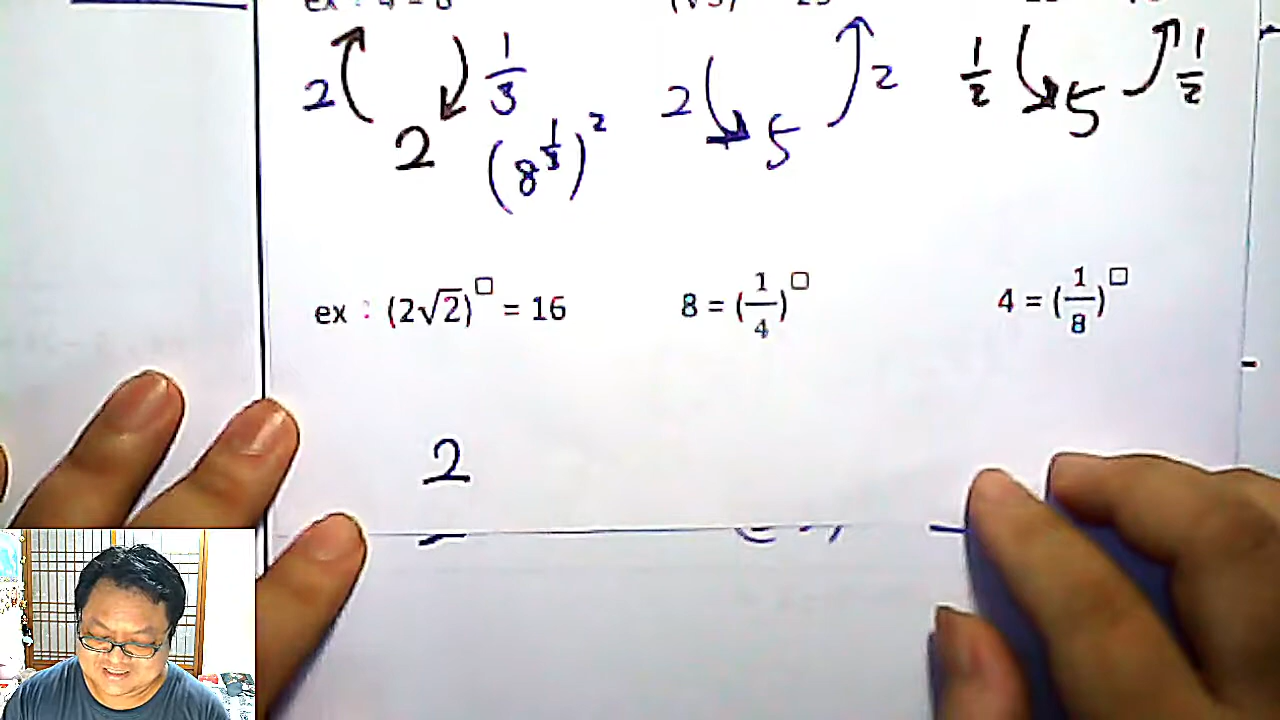 2 1/3 2 2 1/2 1/2
2 (8^{1/3})^2 5 5
ex：(2√2)^□ = 16 8 = (1/4)^□ 4 = (1/8)^□
2